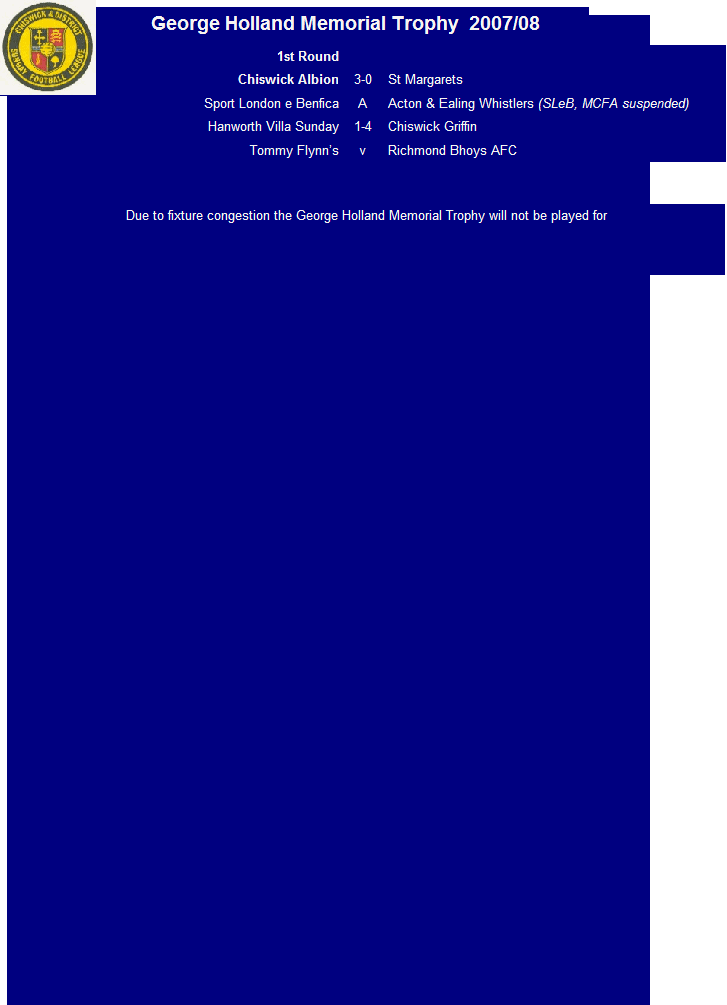 CHISWICK & DISTRICT
SUNDAY FOOTBALL LEAGUE
George Holland Memorial Trophy 2007/08
1st Round
Chiswick Albion 3-0 St Margarets
Sport London e Benfica A Acton & Ealing Whistlers (SLeB, MCFA suspended)
Hanworth Villa Sunday 1-4 Chiswick Griffin
Tommy Flynn's v Richmond Bhoys AFC
Due to fixture congestion the George Holland Memorial Trophy will not be played for